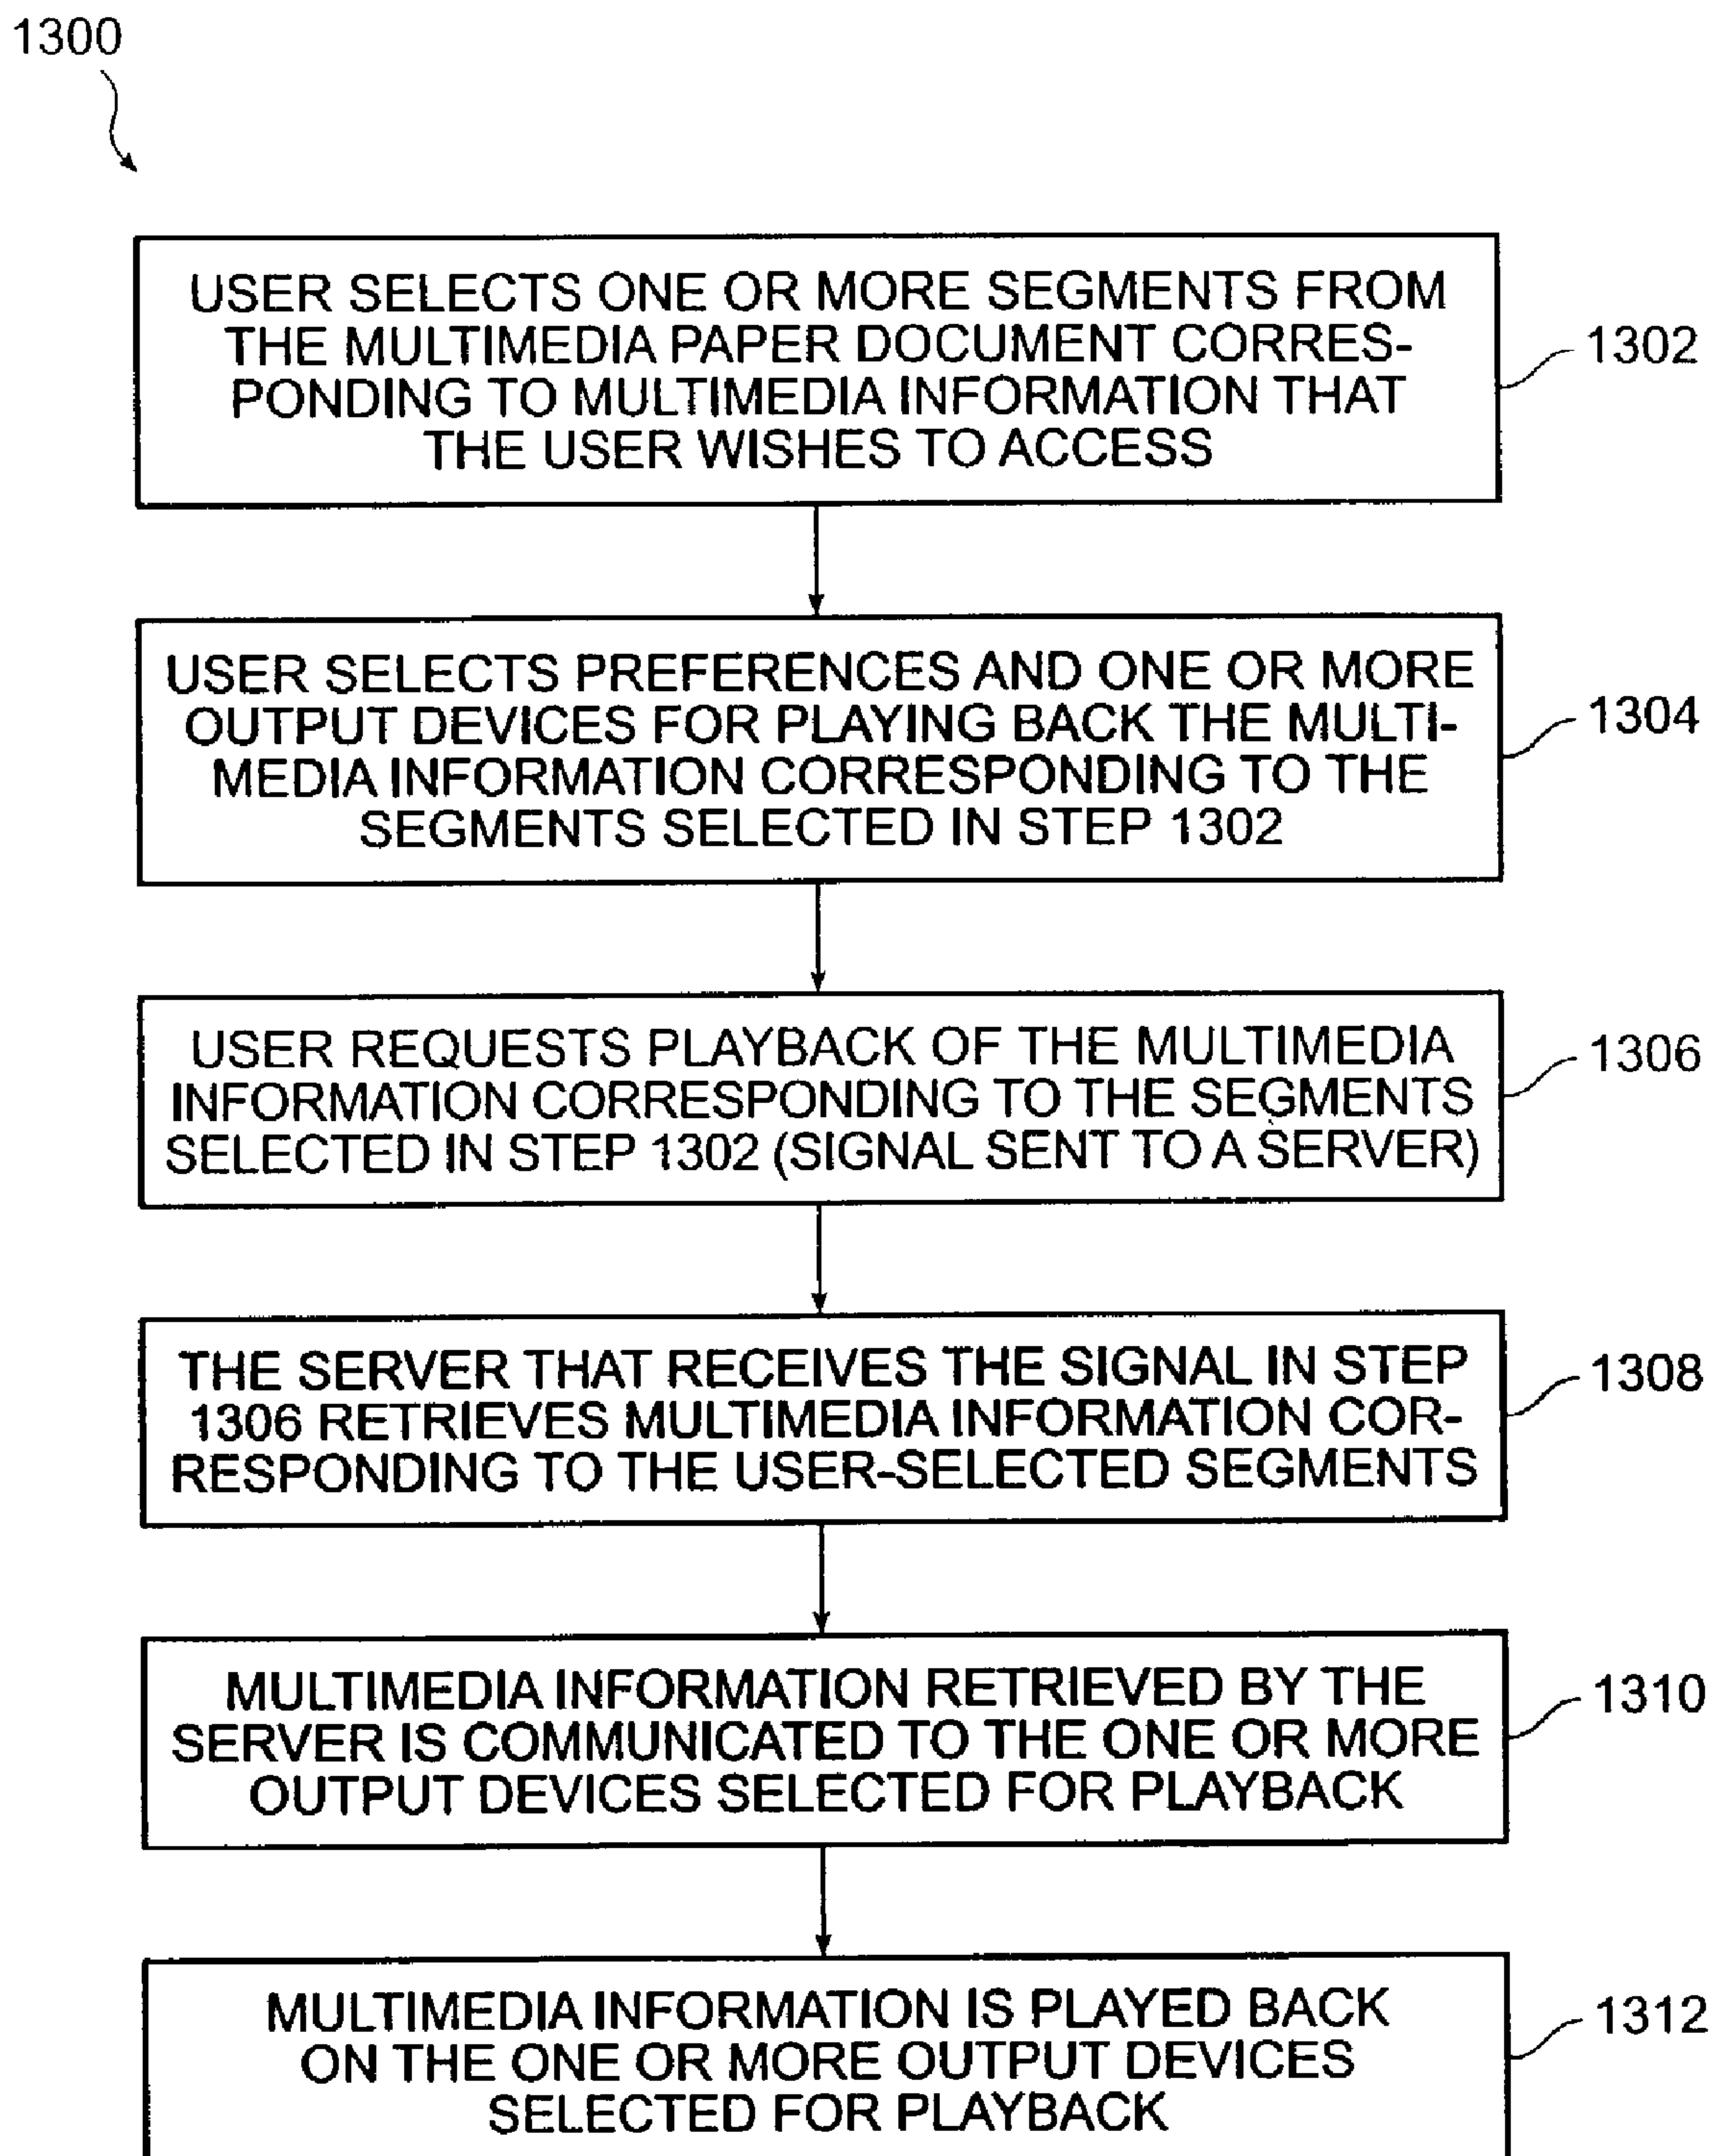 1300
USER SELECTS ONE OR MORE SEGMENTS FROM
THE MULTIMEDIA PAPER DOCUMENT CORRES-
PONDING TO MULTIMEDIA INFORMATION THAT
THE USER WISHES TO ACCESS
1302
USER SELECTS PREFERENCES AND ONE OR MORE
OUTPUT DEVICES FOR PLAYING BACK THE MULTI-
MEDIA INFORMATION CORRESPONDING TO THE
SEGMENTS SELECTED IN STEP 1302
1304
USER REQUESTS PLAYBACK OF THE MULTIMEDIA
INFORMATION CORRESPONDING TO THE SEGMENTS
SELECTED IN STEP 1302 (SIGNAL SENT TO A SERVER)
1306
THE SERVER THAT RECEIVES THE SIGNAL IN STEP
1306 RETRIEVES MULTIMEDIA INFORMATION COR-
RESPONDING TO THE USER-SELECTED SEGMENTS
1308
MULTIMEDIA INFORMATION RETRIEVED BY THE
SERVER IS COMMUNICATED TO THE ONE OR MORE
OUTPUT DEVICES SELECTED FOR PLAYBACK
1310
MULTIMEDIA INFORMATION IS PLAYED BACK
ON THE ONE OR MORE OUTPUT DEVICES
SELECTED FOR PLAYBACK
1312